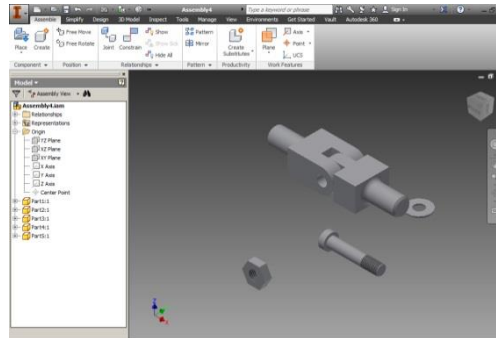 Assembly4
Type a keyword or phrase
Sign In
Assemble Simplify Design 3D Model Inspect Tools Manage View Environments Get Started Vault Autodesk 360
Place Create Free Move Free Rotate Joint Constrain Show Hide All Pattern Mirror Create Substitutes Plane Axis Point UCS
Component Position Relationships Pattern Productivity Work Features
Model
Assembly View
Assembly4.iam
Relationships
Representations
Origin
YZ Plane
XZ Plane
XY Plane
X Axis
Y Axis
Z Axis
Center Point
Part1:1
Part2:1
Part3:1
Part4:1
Part5:1